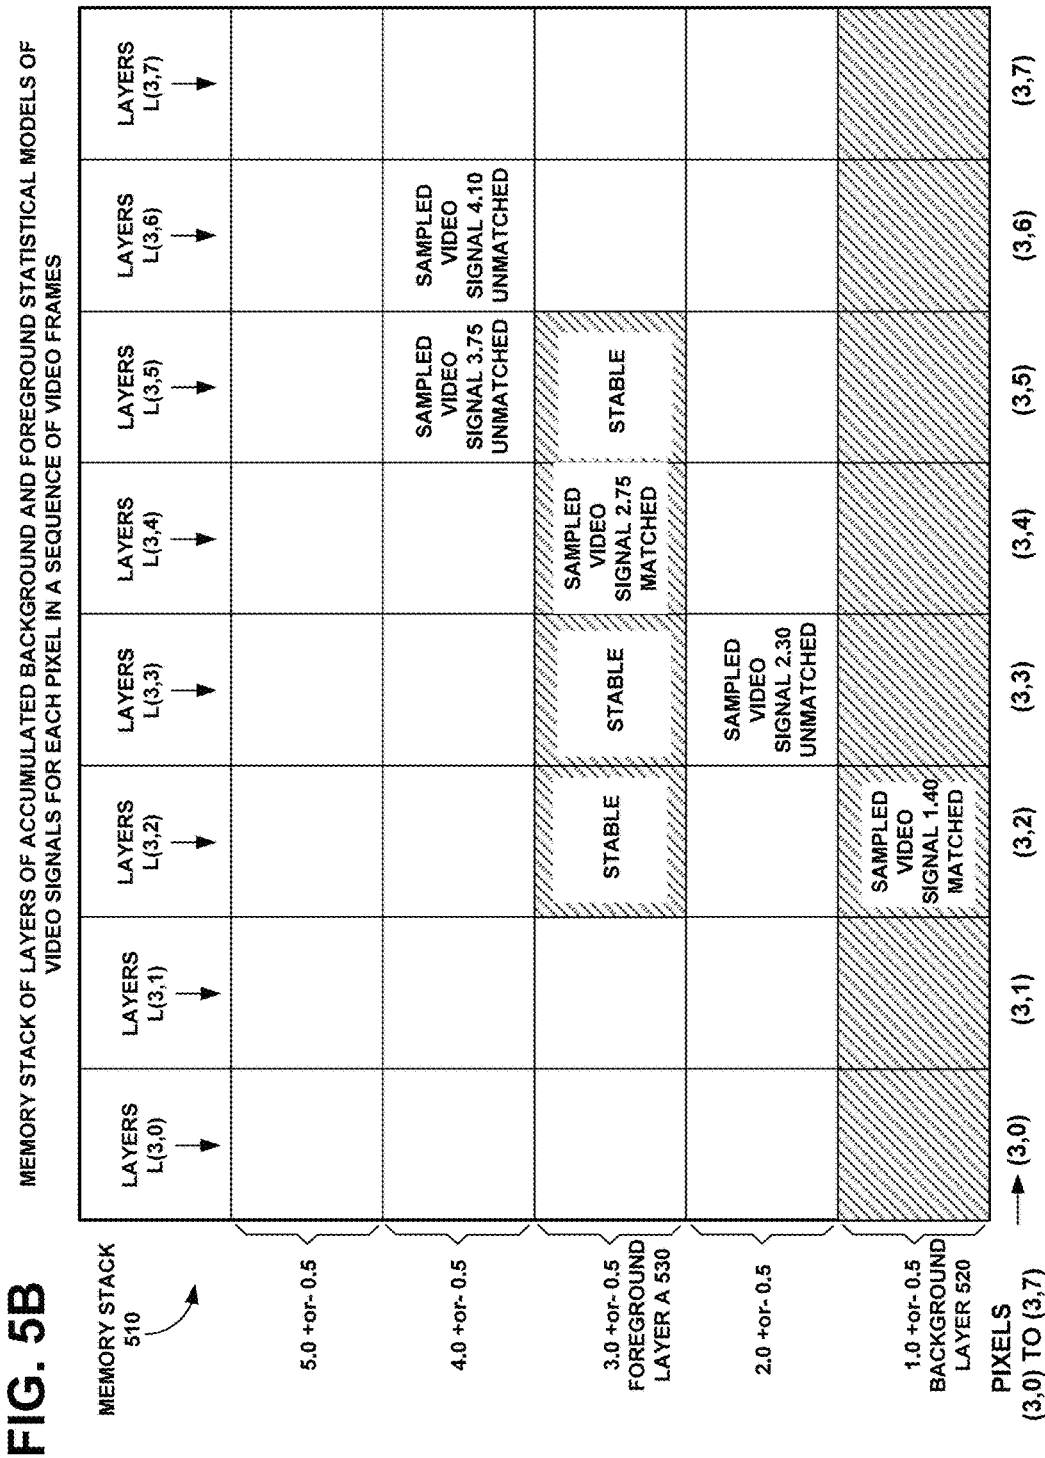 FIG. 5B
MEMORY STACK OF LAYERS OF ACCUMULATED BACKGROUND AND FOREGROUND STATISTICAL MODELS OF
VIDEO SIGNALS FOR EACH PIXEL IN A SEQUENCE OF VIDEO FRAMES
MEMORY STACK
510
LAYERS
L(3,0)
LAYERS
L(3,1)
LAYERS
L(3,2)
LAYERS
L(3,3)
LAYERS
L(3,4)
LAYERS
L(3,5)
LAYERS
L(3,6)
LAYERS
L(3,7)
5.0 +or- 0.5
4.0 +or- 0.5
SAMPLED
VIDEO
SIGNAL 3.75
UNMATCHED
SAMPLED
VIDEO
SIGNAL 4.10
UNMATCHED
3.0 +or- 0.5
FOREGROUND
LAYER A 530
STABLE
STABLE
SAMPLED
VIDEO
SIGNAL 2.75
MATCHED
STABLE
2.0 +or- 0.5
SAMPLED
VIDEO
SIGNAL 2.30
UNMATCHED
1.0 +or- 0.5
BACKGROUND
LAYER 520
SAMPLED
VIDEO
SIGNAL 1.40
MATCHED
PIXELS
(3,0) TO (3,7)
(3,0)
(3,1)
(3,2)
(3,3)
(3,4)
(3,5)
(3,6)
(3,7)